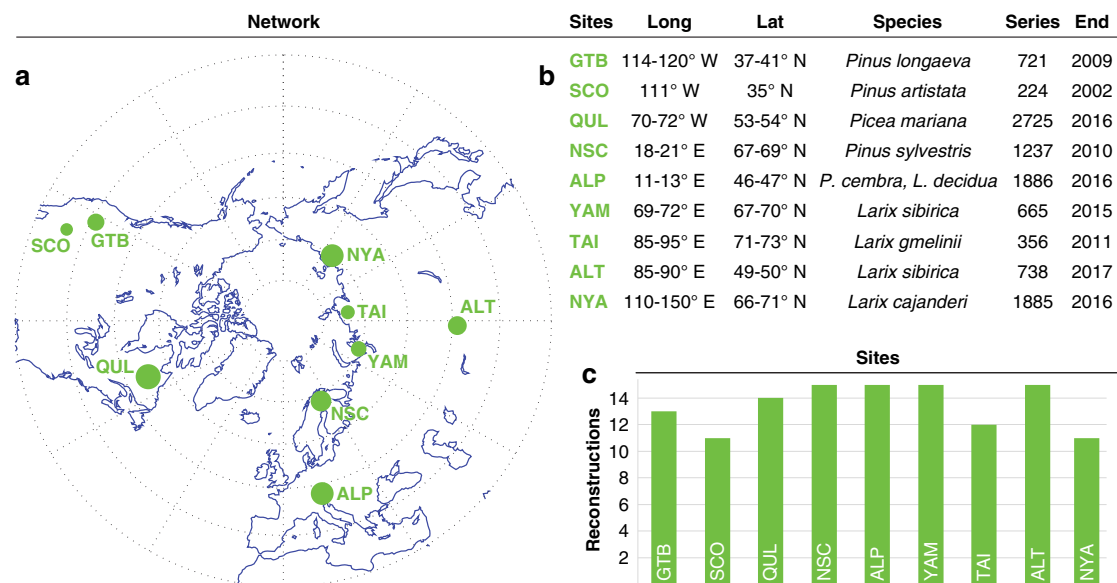 Network
a
SCO
GTB
NYA
TAI
ALT
YAM
QUL
NSC
ALP
b
Sites Long Lat Species Series End
GTB 114-120° W 37-41° N Pinus longaeva 721 2009
SCO 111° W 35° N Pinus artistata 224 2002
QUL 70-72° W 53-54° N Picea mariana 2725 2016
NSC 18-21° E 67-69° N Pinus sylvestris 1237 2010
ALP 11-13° E 46-47° N P. cembra, L. decidua 1886 2016
YAM 69-72° E 67-70° N Larix sibirica 665 2015
TAI 85-95° E 71-73° N Larix gmelinii 356 2011
ALT 85-90° E 49-50° N Larix sibirica 738 2017
NYA 110-150° E 66-71° N Larix cajanderi 1885 2016
c
Sites
Reconstructions
14
12
10
8
6
4
2
GTB
SCO
QUL
NSC
ALP
YAM
TAI
ALT
NYA